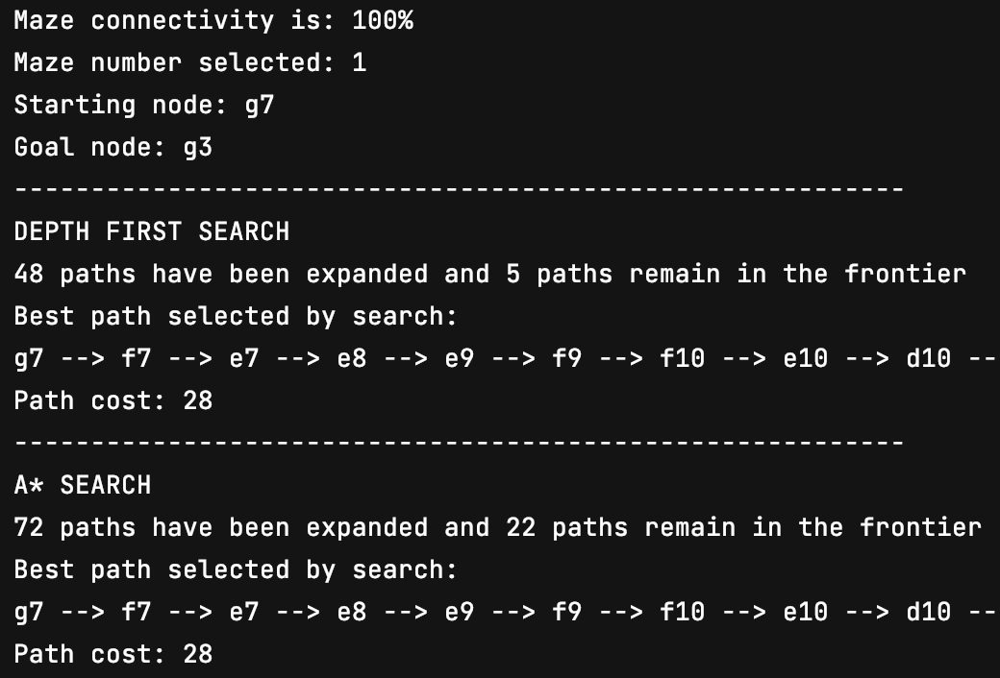 Maze connectivity is: 100%
Maze number selected: 1
Starting node: g7
Goal node: g3
----------------------------------------------------------
DEPTH FIRST SEARCH
48 paths have been expanded and 5 paths remain in the frontier
Best path selected by search:
g7 --> f7 --> e7 --> e8 --> e9 --> f9 --> f10 --> e10 --> d10 --
Path cost: 28
----------------------------------------------------------
A* SEARCH
72 paths have been expanded and 22 paths remain in the frontier
Best path selected by search:
g7 --> f7 --> e7 --> e8 --> e9 --> f9 --> f10 --> e10 --> d10 --
Path cost: 28